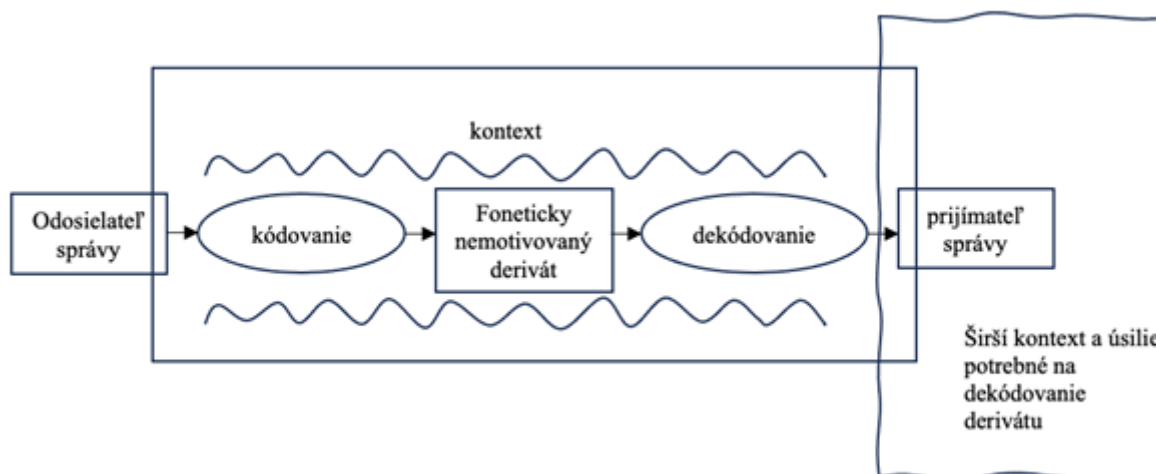 kontext
Odosielateľ
správy
kódovanie
Foneticky
nemotivovaný
derivát
dekódovanie
prijímateľ
správy
Širší kontext a úsilie
potrebné na
dekódovanie
derivátu